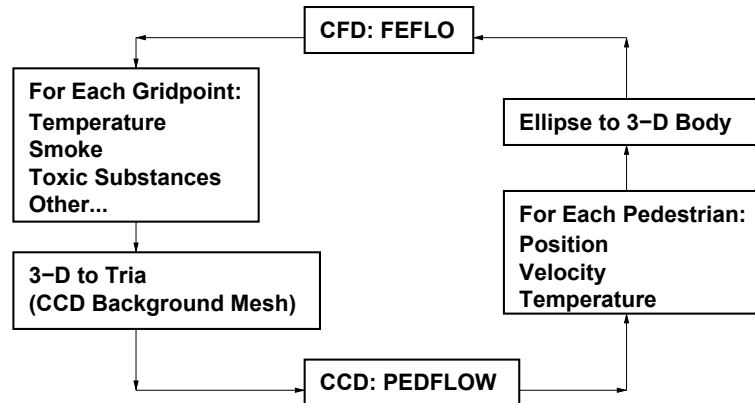 CFD: FEFLO
For Each Gridpoint:
Temperature
Smoke
Toxic Substances
Other...
3−D to Tria
(CCD Background Mesh)
CCD: PEDFLOW
For Each Pedestrian:
Position
Velocity
Temperature
Ellipse to 3−D Body